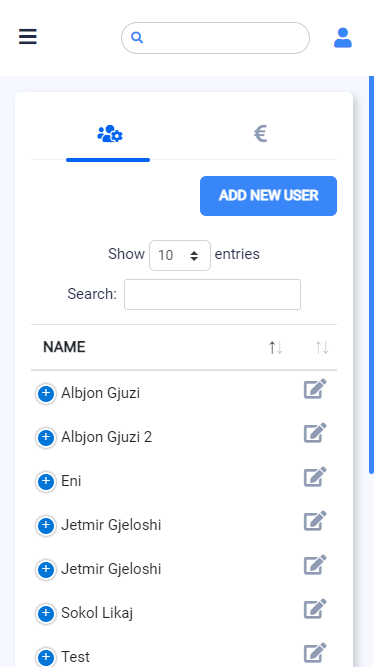 €
ADD NEW USER
Show 10 entries
Search:
NAME
Albjon Gjuzi
Albjon Gjuzi 2
Eni
Jetmir Gjeloshi
Jetmir Gjeloshi
Sokol Likaj
Test